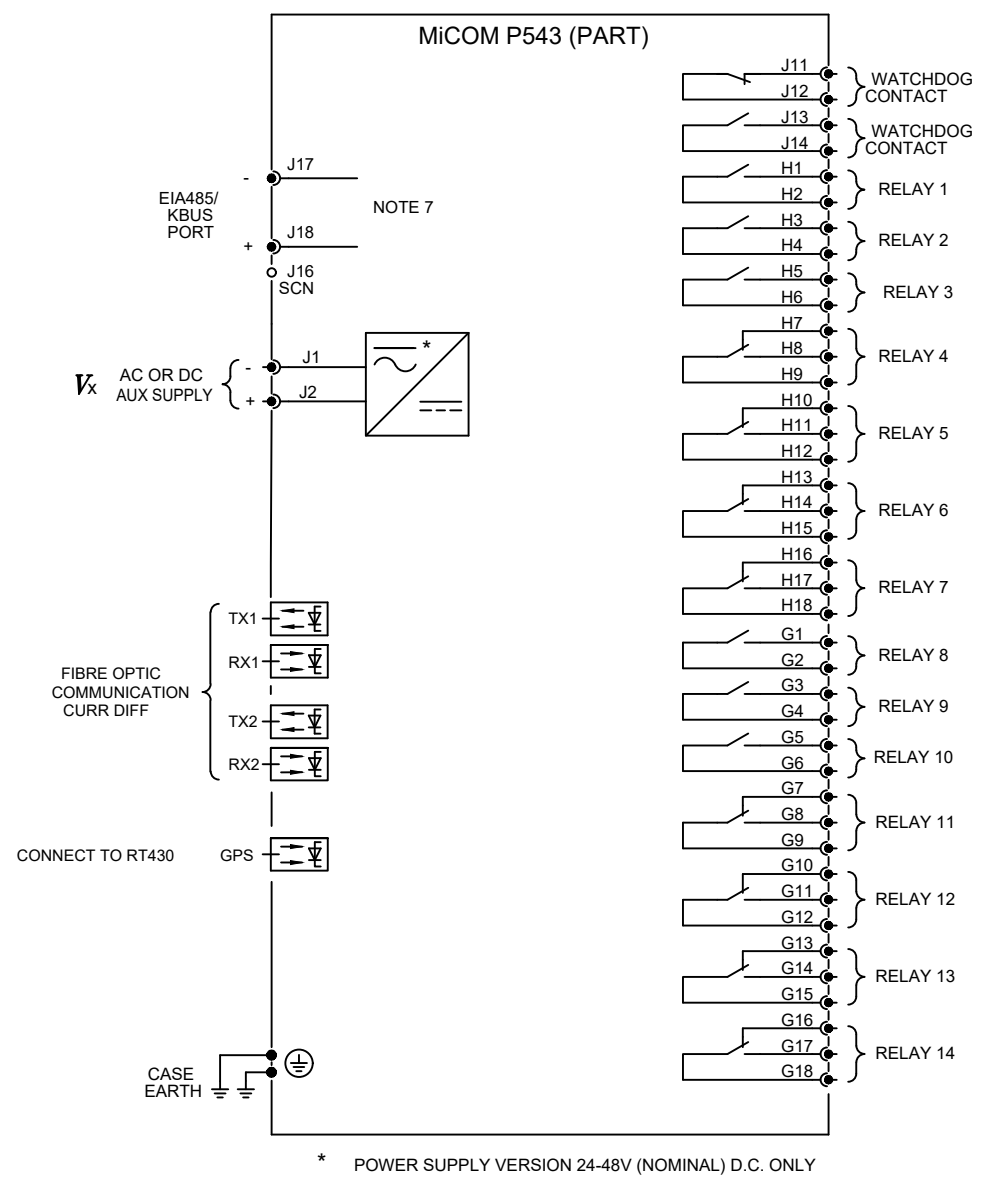 MiCOM P543 (PART)
J11
J12
WATCHDOG
CONTACT
J13
J14
WATCHDOG
CONTACT
H1
H2
RELAY 1
H3
H4
RELAY 2
H5
H6
RELAY 3
H7
H8
H9
RELAY 4
H10
H11
H12
RELAY 5
H13
H14
H15
RELAY 6
H16
H17
H18
RELAY 7
G1
G2
RELAY 8
G3
G4
RELAY 9
G5
G6
RELAY 10
G7
G8
G9
RELAY 11
G10
G11
G12
RELAY 12
G13
G14
G15
RELAY 13
G16
G17
G18
RELAY 14
EIA485/
KBUS
PORT
- J17
+ J18
J16
SCN
NOTE 7
Vx
AC OR DC
AUX SUPPLY
- J1
+ J2
*
FIBRE OPTIC
COMMUNICATION
CURR DIFF
TX1
RX1
TX2
RX2
CONNECT TO RT430 GPS
CASE
EARTH
* POWER SUPPLY VERSION 24-48V (NOMINAL) D.C. ONLY